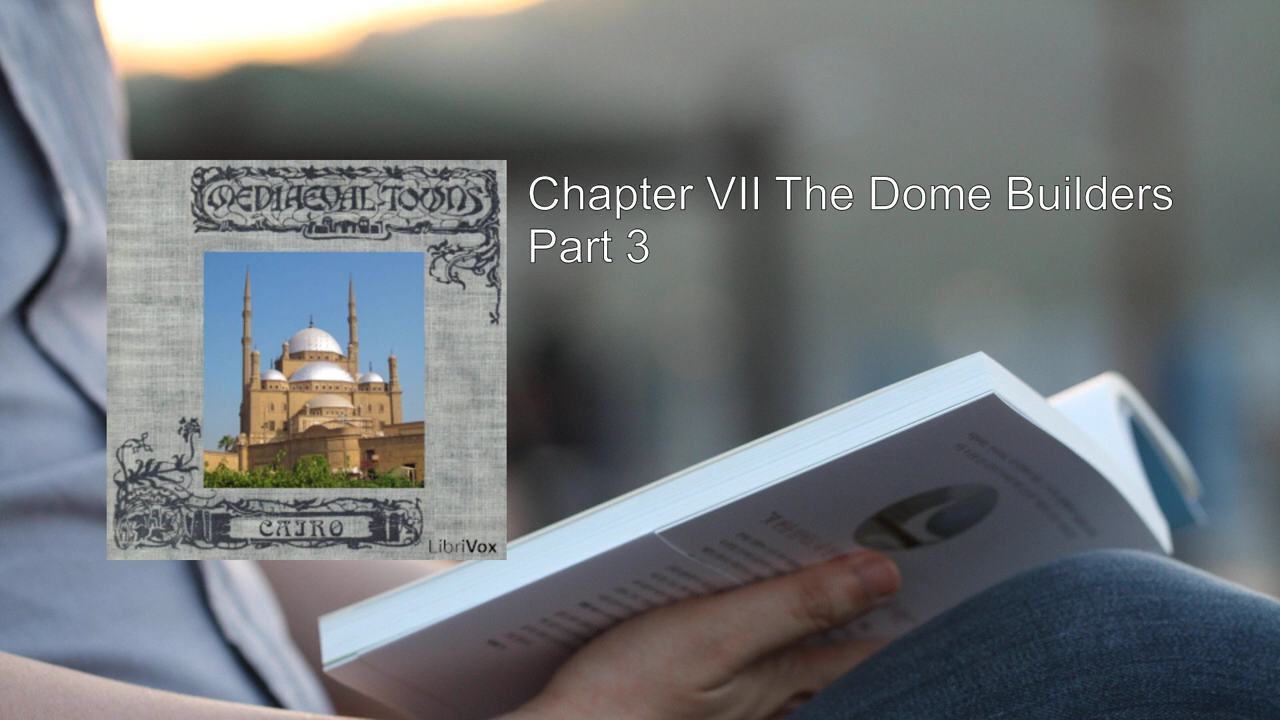 MEDIAEVAL TOWNS
CAIRO
LibriVox
Chapter VII The Dome Builders
Part 3